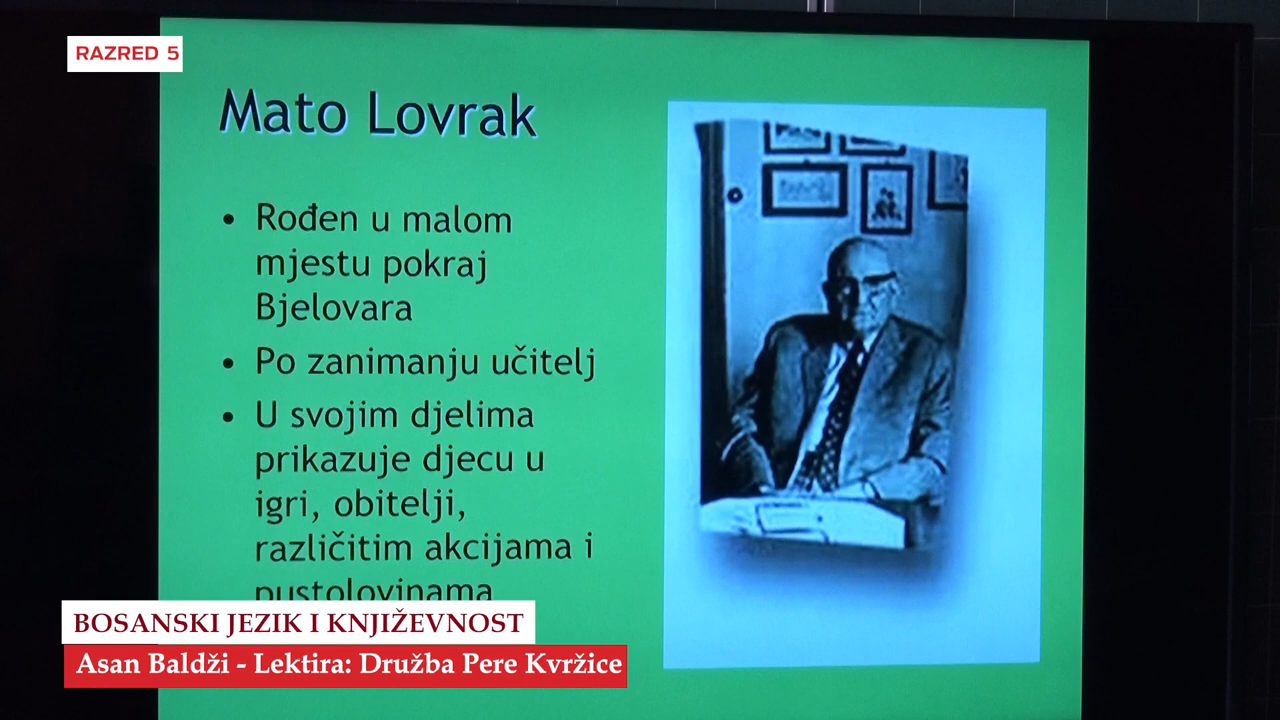 RAZRED 5
Mato Lovrak
• Rođen u malom
mjestu pokraj
Bjelovara
• Po zanimanju učitelj
• U svojim djelima
prikazuje djecu u
igri, obitelji,
različitim akcijama i
pustolovinama
BOSANSKI JEZIK I KNJIŽEVNOST
Asan Baldži - Lektira: Družba Pere Kvržice